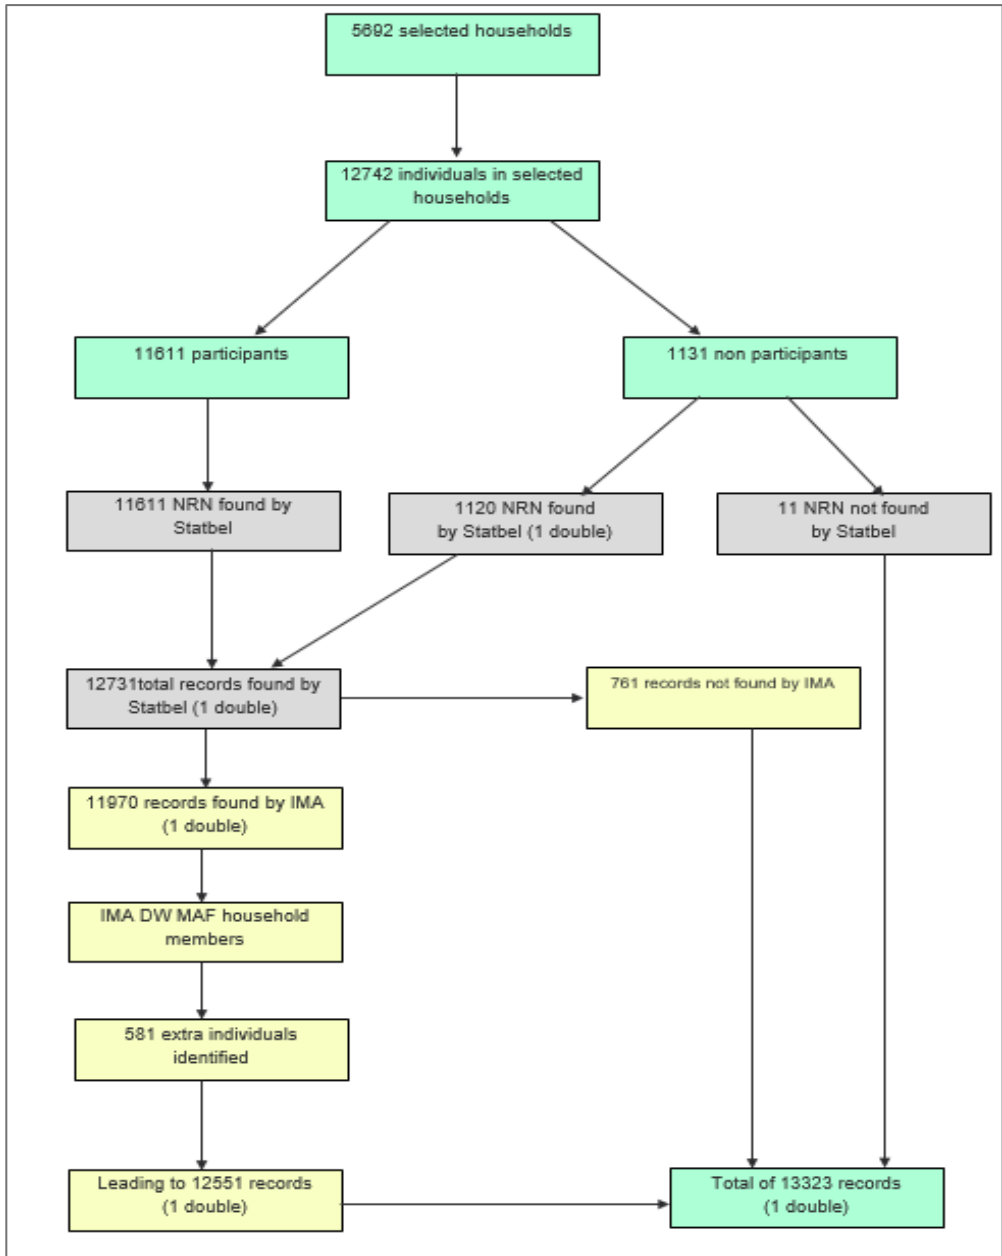 5692 selected households
12742 individuals in selected
households
11611 participants
1131 non participants
11611 NRN found by
Statbel
1120 NRN found
by Statbel (1 double)
11 NRN not found
by Statbel
12731total records found by
Statbel (1 double)
761 records not found by IMA
11970 records found by IMA
(1 double)
IMA DW MAF household
members
581 extra individuals
identified
Leading to 12551 records
(1 double)
Total of 13323 records
(1 double)